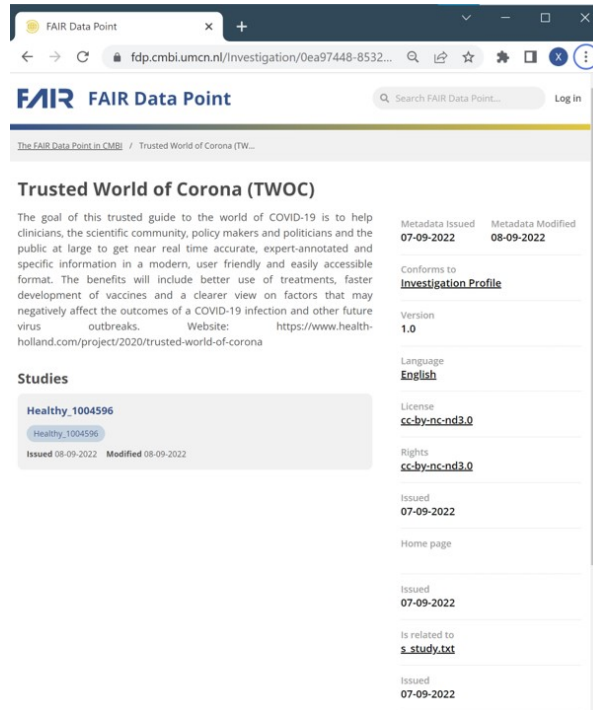 FAIR Data Point
fdp.cmbi.umcn.nl/Investigation/0ea97448-8532...
X
FAIR FAIR Data Point
Search FAIR Data Point...
Log in
The FAIR Data Point in CMBI / Trusted World of Corona (TW...
Trusted World of Corona (TWOC)
The goal of this trusted guide to the world of COVID-19 is to help
clinicians, the scientific community, policy makers and politicians and the
public at large to get near real time accurate, expert-annotated and
specific information in a modern, user friendly and easily accessible
format. The benefits will include better use of treatments, faster
development of vaccines and a clearer view on factors that may
negatively affect the outcomes of a COVID-19 infection and other future
virus outbreaks. Website: https://www.health-
holland.com/project/2020/trusted-world-of-corona
Studies
Healthy_1004596
Healthy_1004596
Issued 08-09-2022 Modified 08-09-2022
Metadata Issued Metadata Modified
07-09-2022 08-09-2022
Conforms to
Investigation Profile
Version
1.0
Language
English
License
cc-by-nc-nd3.0
Rights
cc-by-nc-nd3.0
Issued
07-09-2022
Home page
Issued
07-09-2022
Is related to
s_study.txt
Issued
07-09-2022